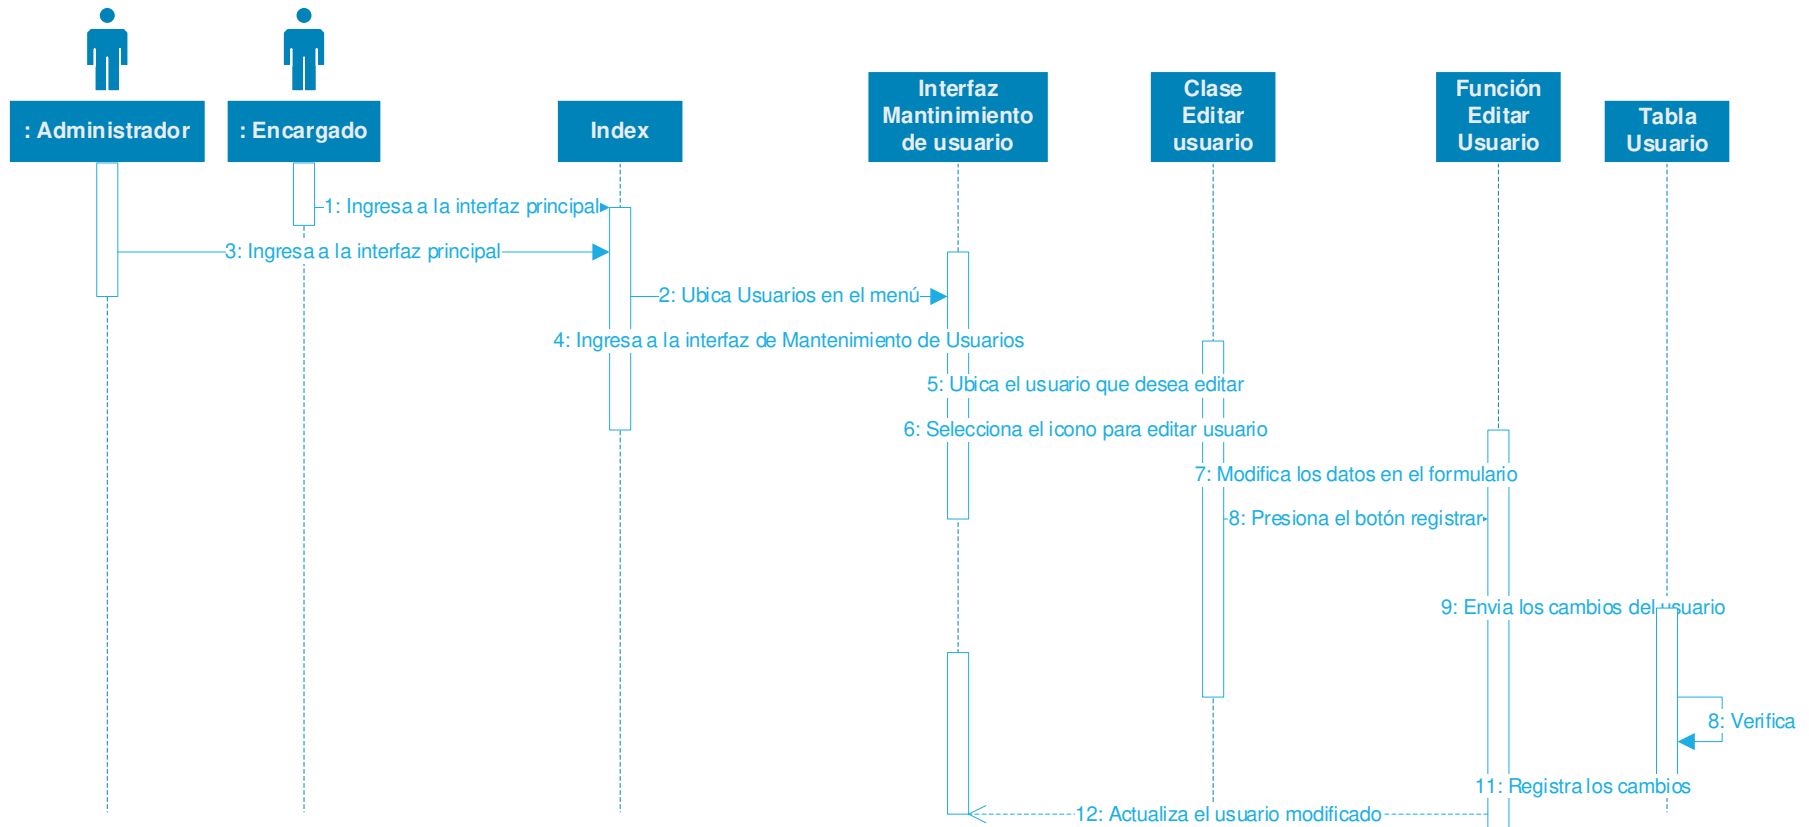 : Administrador
: Encargado
Index
Interfaz
Mantinimiento
de usuario
Clase
Editar
usuario
Función
Editar
Usuario
Tabla
Usuario
1: Ingresa a la interfaz principal
3: Ingresa a la interfaz principal
2: Ubica Usuarios en el menú
4: Ingresa a la interfaz de Mantenimiento de Usuarios
5: Ubica el usuario que desea editar
6: Selecciona el icono para editar usuario
7: Modifica los datos en el formulario
8: Presiona el botón registrar
9: Envia los cambios del usuario
8: Verifica
11: Registra los cambios
12: Actualiza el usuario modificado